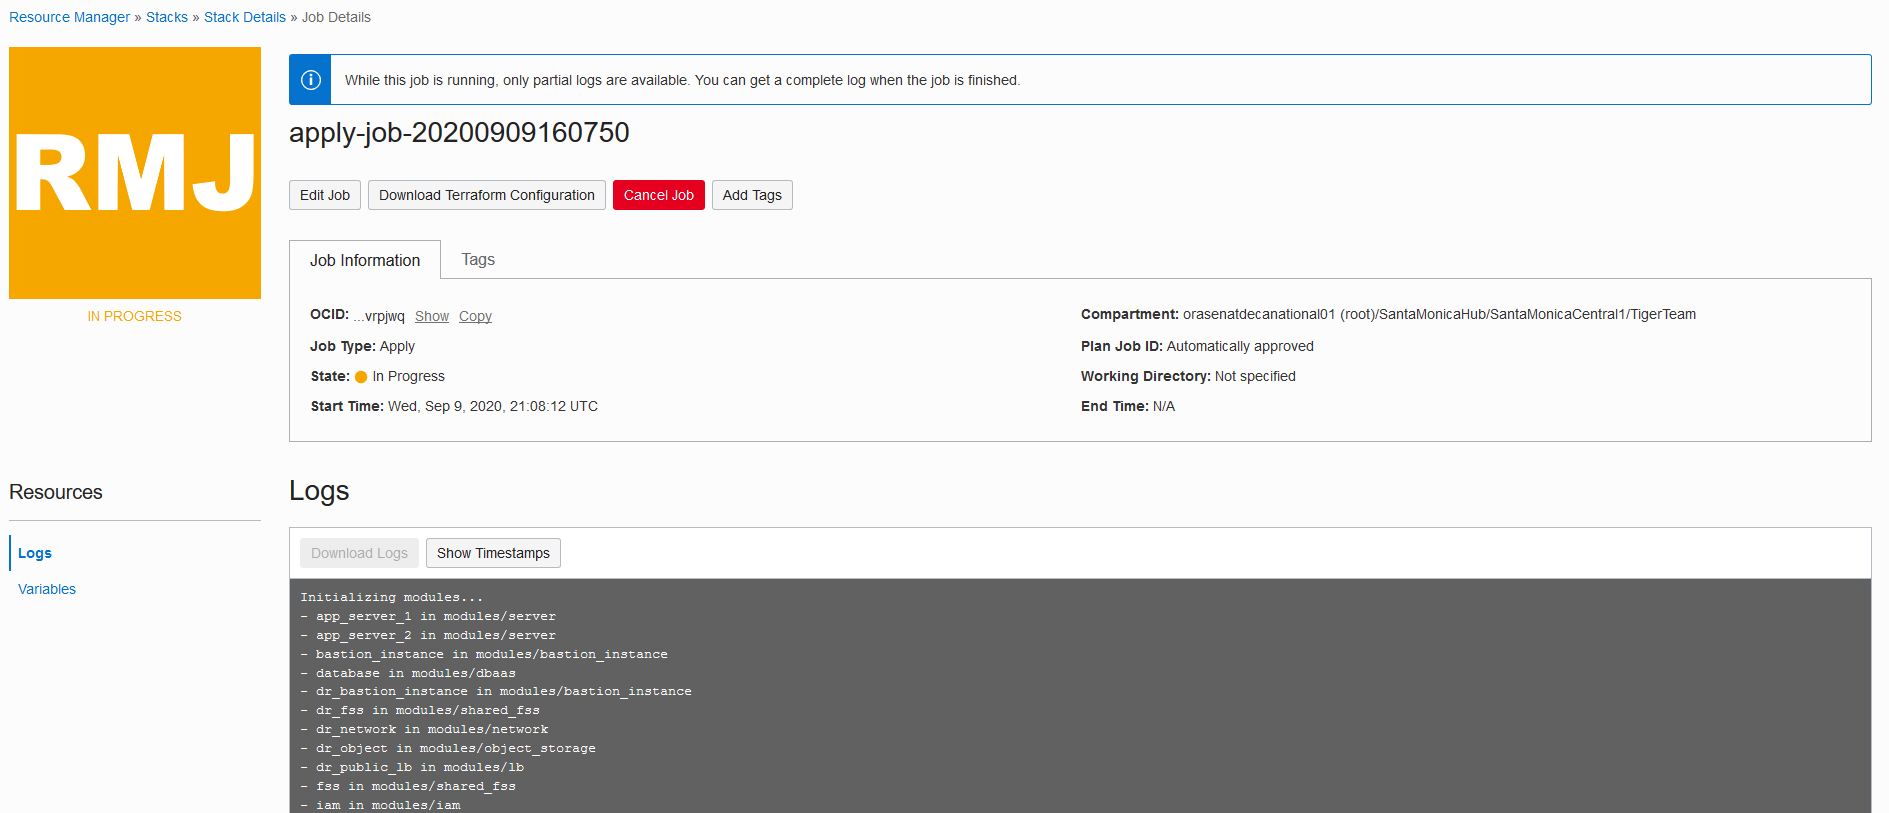 Resource Manager » Stacks » Stack Details » Job Details
RMJ
IN PROGRESS
While this job is running, only partial logs are available. You can get a complete log when the job is finished.
apply-job-20200909160750
Edit Job Download Terraform Configuration Cancel Job Add Tags
Job Information Tags
OCID: ...vrpjwq Show Copy
Job Type: Apply
State: In Progress
Start Time: Wed, Sep 9, 2020, 21:08:12 UTC
Compartment: orasenatdecanational01 (root)/SantaMonicaHub/SantaMonicaCentral1/TigerTeam
Plan Job ID: Automatically approved
Working Directory: Not specified
End Time: N/A
Resources
Logs
Variables
Logs
Download Logs Show Timestamps
Initializing modules...
- app_server_1 in modules/server
- app_server_2 in modules/server
- bastion_instance in modules/bastion_instance
- database in modules/dbaas
- dr_bastion_instance in modules/bastion_instance
- dr_fss in modules/shared_fss
- dr_network in modules/network
- dr_object in modules/object_storage
- dr_public_lb in modules/lb
- fss in modules/shared_fss
- iam in modules/iam